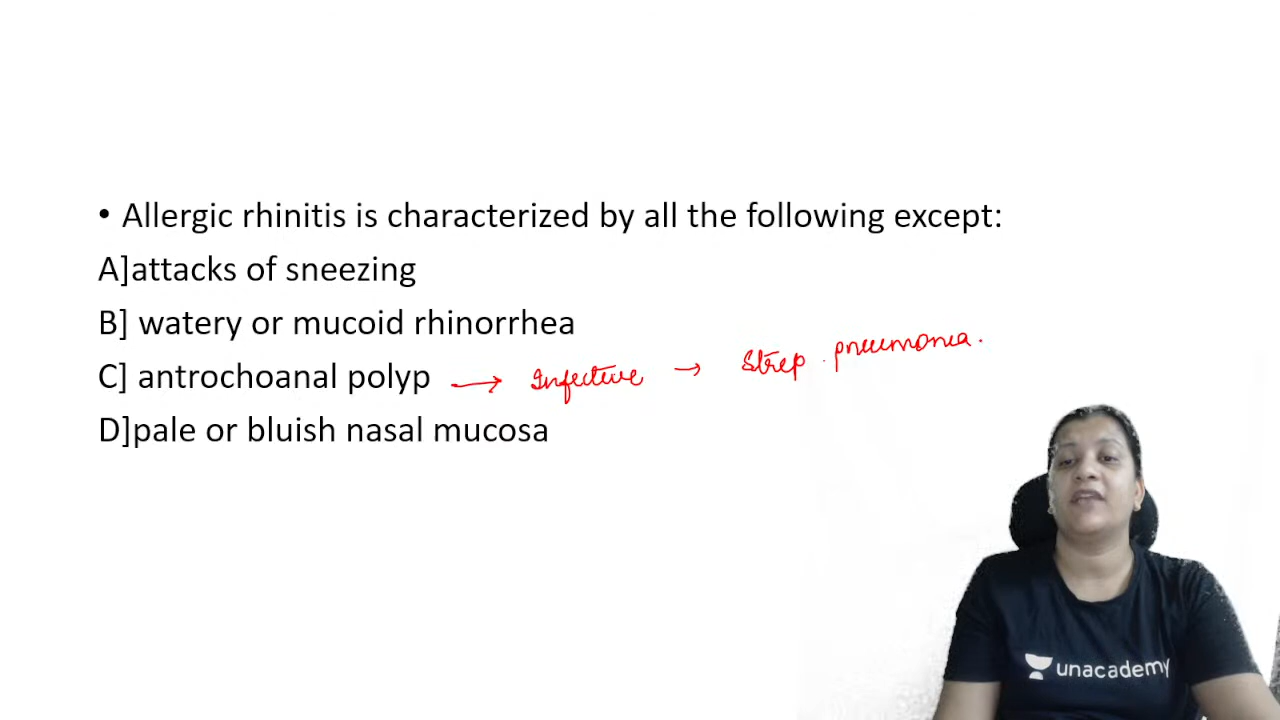 • Allergic rhinitis is characterized by all the following except:
A]attacks of sneezing
B] watery or mucoid rhinorrhea
C] antrochoanal polyp → Infective → Strep. pneumonia.
D]pale or bluish nasal mucosa
unacademy